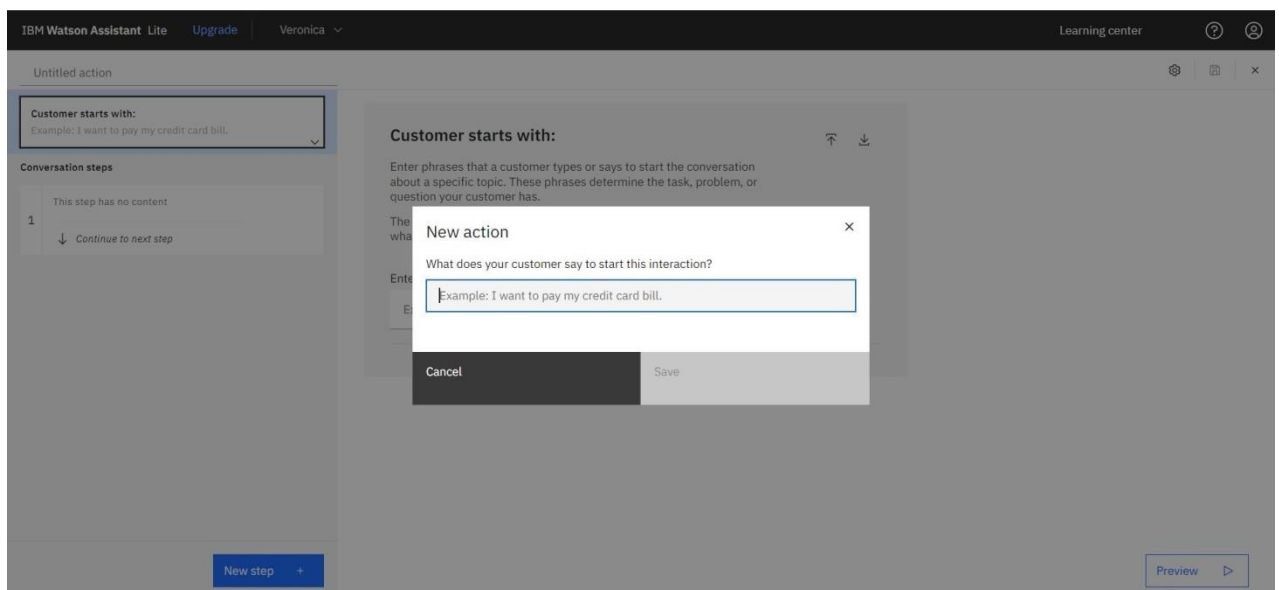 IBM Watson Assistant Lite Upgrade Veronica Learning center
Untitled action
Customer starts with:
Example: I want to pay my credit card bill.
Conversation steps
1
This step has no content
Continue to next step
New step +
Customer starts with:
Enter phrases that a customer types or says to start the conversation
about a specific topic. These phrases determine the task, problem, or
question your customer has.
The
wha
Ente
New action
What does your customer say to start this interaction?
Example: I want to pay my credit card bill.
Cancel Save
Preview